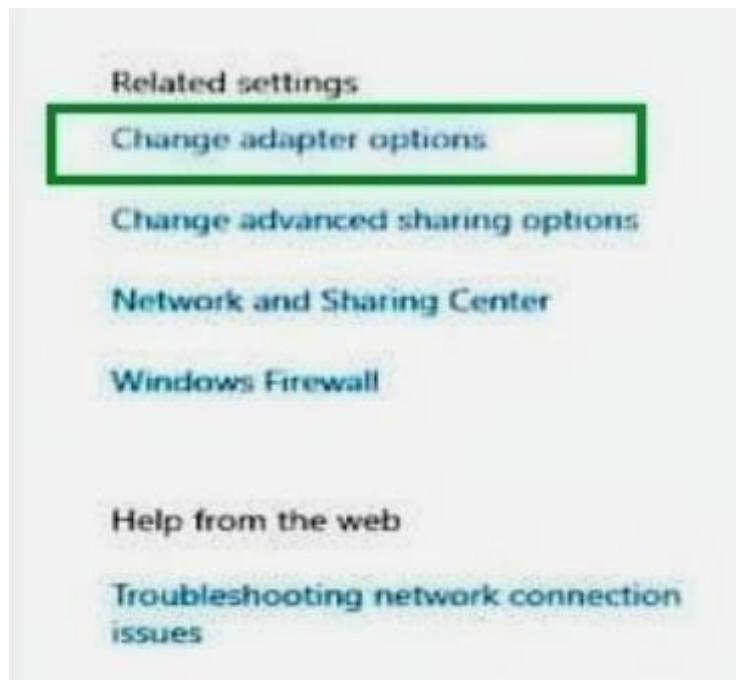 Related settings
Change adapter options
Change advanced sharing options
Network and Sharing Center
Windows Firewall
Help from the web
Troubleshooting network connection
issues